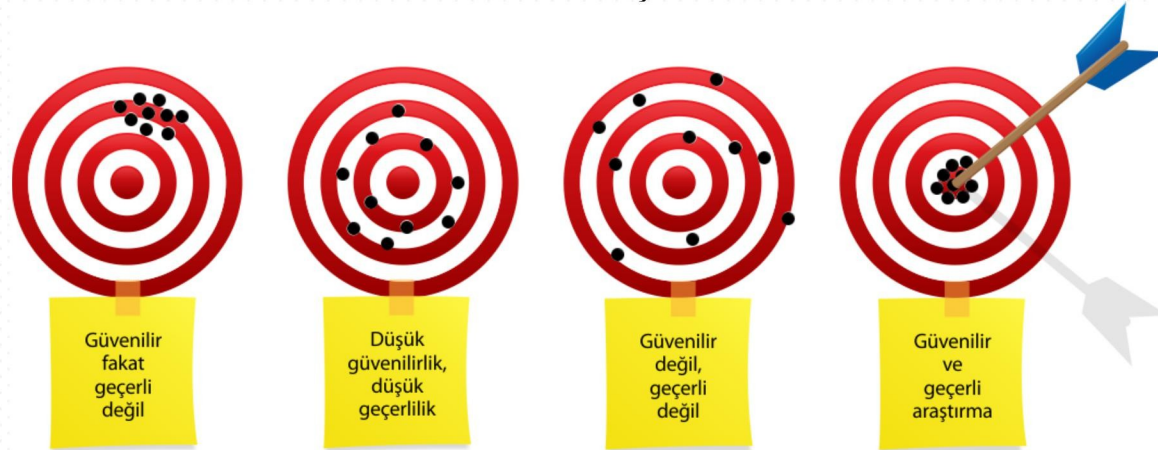 Güvenilir
fakat
geçerli
değil
Düşük
güvenilirlik,
düşük
geçerlilik
Güvenilir
değil,
geçerli
değil
Güvenilir
ve
geçerli
araştırma